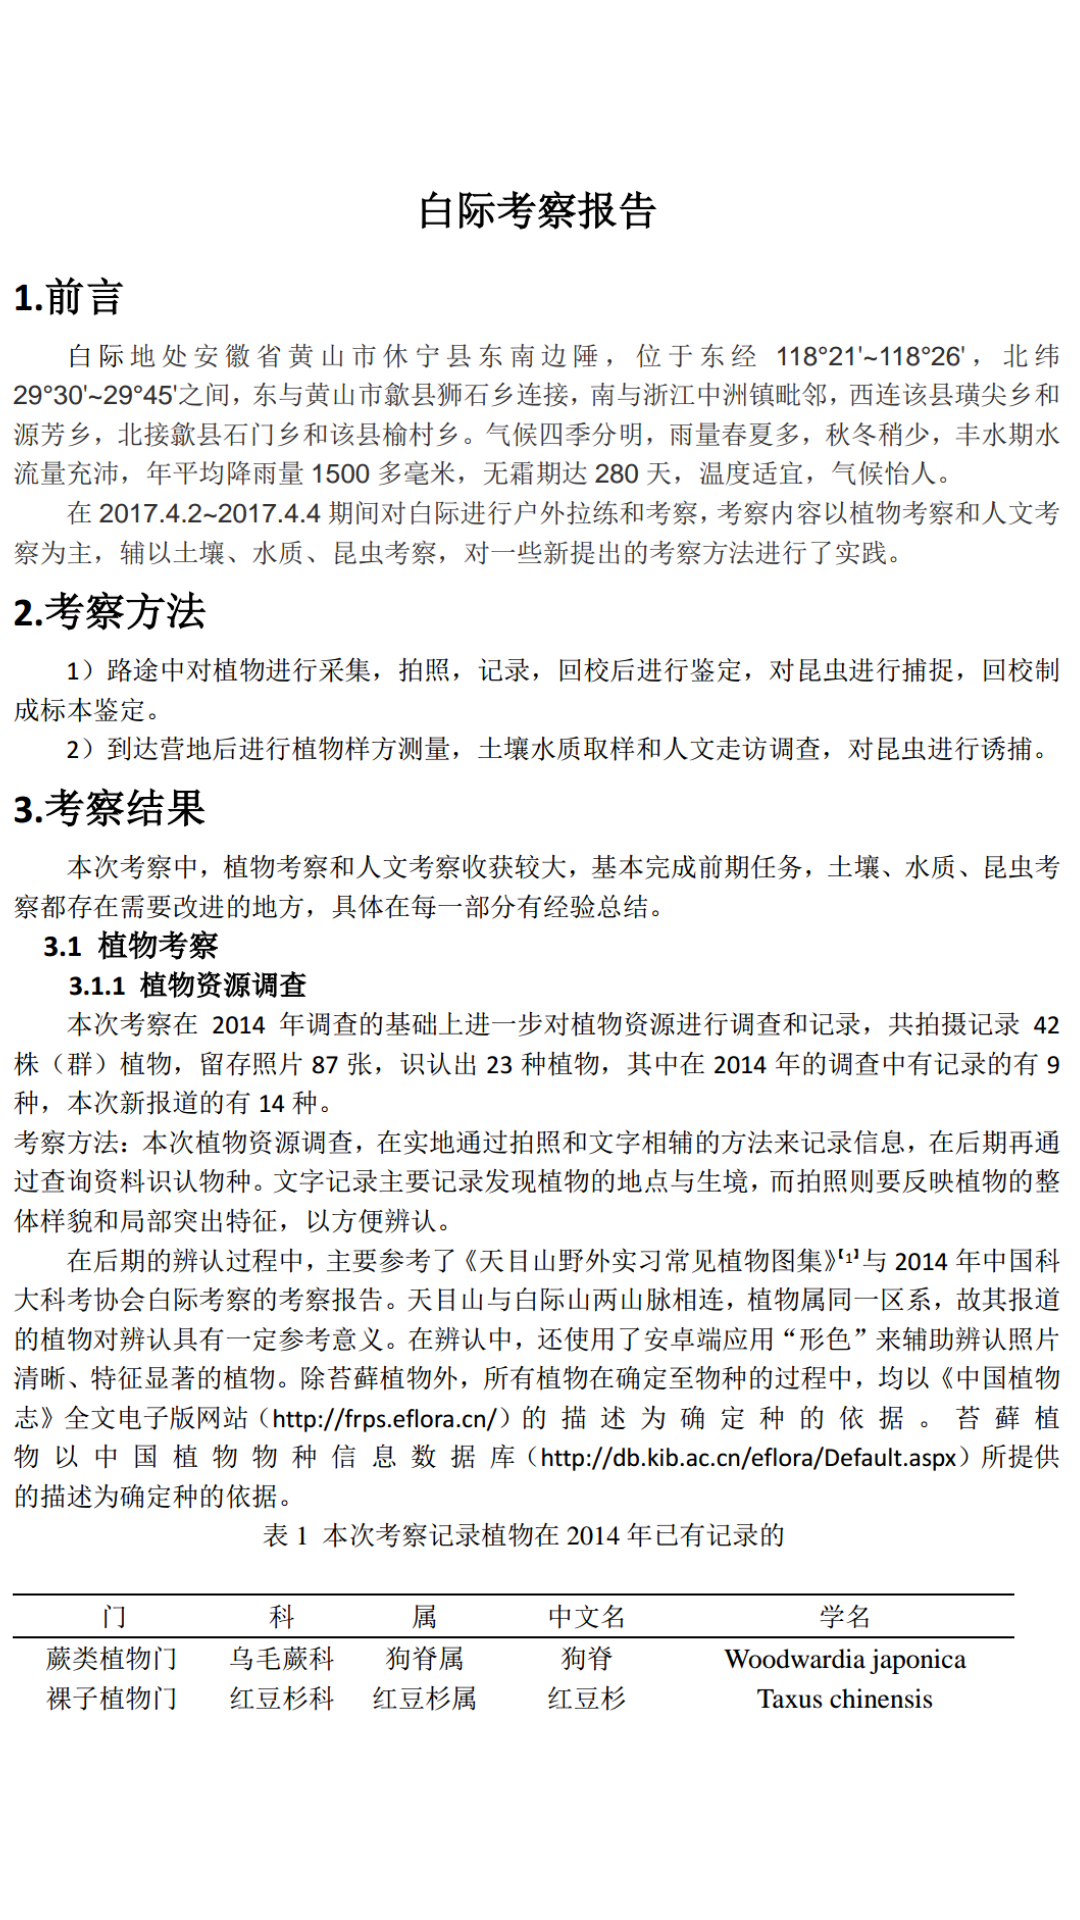 白际考察报告
1.前言
白际地处安徽省黄山市休宁县东南边陲，位于东经 118°21'~118°26'，北纬
29°30'~29°45'之间，东与黄山市歙县狮石乡连接，南与浙江中洲镇毗邻，西连该县璜尖乡和
源芳乡，北接歙县石门乡和该县榆村乡。气候四季分明，雨量春夏多，秋冬稍少，丰水期水
流量充沛，年平均降雨量 1500 多毫米，无霜期达 280 天，温度适宜，气候怡人。
在 2017.4.2~2017.4.4 期间对白际进行户外拉练和考察，考察内容以植物考察和人文考
察为主，辅以土壤、水质、昆虫考察，对一些新提出的考察方法进行了实践。
2.考察方法
1）路途中对植物进行采集，拍照，记录，回校后进行鉴定，对昆虫进行捕捉，回校制
成标本鉴定。
2）到达营地后进行植物样方测量，土壤水质取样和人文走访调查，对昆虫进行诱捕。
3.考察结果
本次考察中，植物考察和人文考察收获较大，基本完成前期任务，土壤、水质、昆虫考
察都存在需要改进的地方，具体在每一部分有经验总结。
3.1 植物考察
3.1.1 植物资源调查
本次考察在 2014 年调查的基础上进一步对植物资源进行调查和记录，共拍摄记录 42
株（群）植物，留存照片 87 张，识认出 23 种植物，其中在 2014 年的调查中有记录的有 9
种，本次新报道的有 14 种。
考察方法：本次植物资源调查，在实地通过拍照和文字相辅的方法来记录信息，在后期再通
过查询资料识认物种。文字记录主要记录发现植物的地点与生境，而拍照则要反映植物的整
体样貌和局部突出特征，以方便辨认。
在后期的辨认过程中，主要参考了《天目山野外实习常见植物图集》【1】与 2014 年中国科
大科考协会白际考察的考察报告。天目山与白际山两山脉相连，植物属同一区系，故其报道
的植物对辨认具有一定参考意义。在辨认中，还使用了安卓端应用“形色”来辅助辨认照片
清晰、特征显著的植物。除苔藓植物外，所有植物在确定至物种的过程中，均以《中国植物
志》全文电子版网站（http://frps.eflora.cn/）的描述为确定种的依据。苔藓植
物以中国植物物种信息数据库（http://db.kib.ac.cn/eflora/Default.aspx）所提供
的描述为确定种的依据。
表 1 本次考察记录植物在 2014 年已有记录的
门 科 属 中文名 学名
蕨类植物门 乌毛蕨科 狗脊属 狗脊 Woodwardia japonica
裸子植物门 红豆杉科 红豆杉属 红豆杉 Taxus chinensis